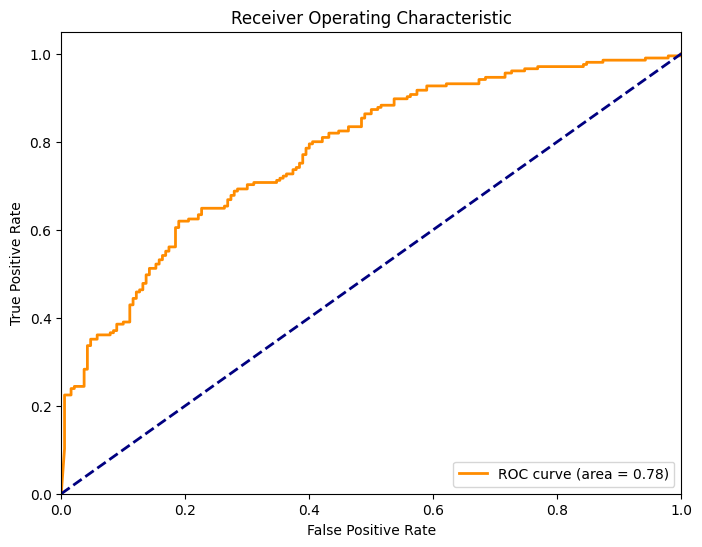 Receiver Operating Characteristic
True Positive Rate
1.0
0.8
0.6
0.4
0.2
0.0
ROC curve (area = 0.78)
0.0 0.2 0.4 0.6 0.8 1.0
False Positive Rate